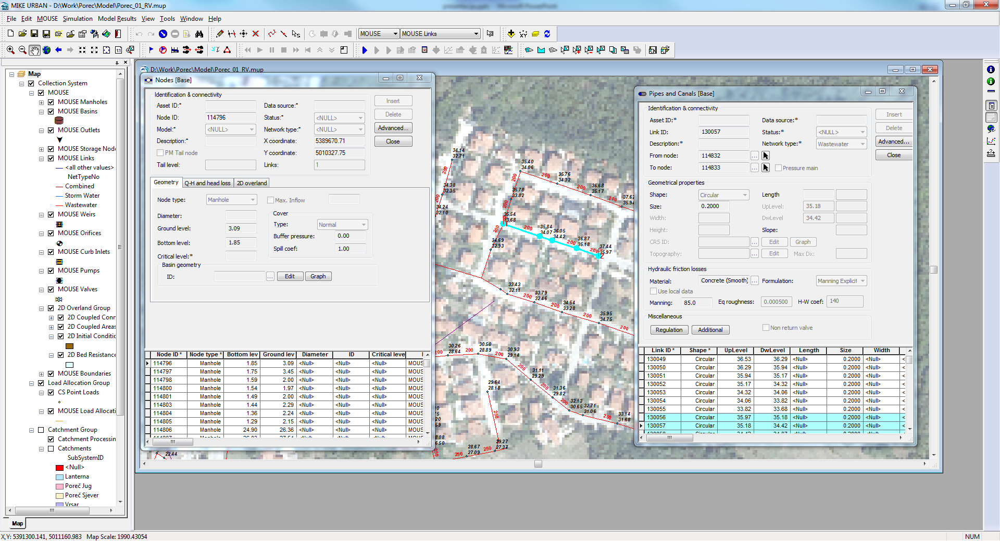 MIKE URBAN - D:\Work\Porec\Model\Porec_01_RV.mup
File Edit MOUSE Simulation Model Results View Tools Window Help
MOUSE MOUSE Links
Map
Collection System
MOUSE
MOUSE Manholes
MOUSE Basins
MOUSE Outlets
MOUSE Storage Node
MOUSE Links
<all other values>
NetTypeNo
Combined
Storm Water
Wastewater
MOUSE Weirs
MOUSE Orifices
MOUSE Curb Inlets
MOUSE Pumps
MOUSE Valves
2D Overland Group
2D Coupled Conn
2D Coupled Areas
2D Initial Conditic
2D Bed Resistance
MOUSE Boundaries
Load Allocation Group
CS Point Loads
MOUSE Load Allocati
Catchment Group
Catchment Processin
Catchments
SubSystemID
<Null>
Lanterna
Poreč Jug
Poreč Sjever
Vrsar
Map
D:\Work\Porec\Model\Porec_01_RV.mup
Nodes [Base]
Identification & connectivity
Asset ID:* Data source:* Insert
Node ID: 114796 Status:* <NULL> Delete
Model:* <NULL> Network type:* <NULL> Advanced...
Description:* X coordinate: 5389670.71 Close
PM Tail node Y coordinate: 5010327.75
Tail level: Links: 1
Geometry Q-H and head loss 2D overland
Node type: Manhole Max. Inflow
Diameter: Cover
Ground level: 3.09 Type: Normal
Bottom level: 1.85 Buffer pressure: 0.00
Critical level:* Spill coef: 1.00
Basin geometry
ID: ... Edit Graph
Node ID * Node type * Bottom lev Ground lev Diameter ID Critical leve
114796 Manhole 1.85 3.09 <Null> <Null> <Null> MOUS
114797 Manhole 1.75 3.45 <Null> <Null> <Null> MOUS
114798 Manhole 1.59 2.00 <Null> <Null> <Null> MOUS
114800 Manhole 1.54 1.97 <Null> <Null> <Null> MOUS
114801 Manhole 1.49 2.00 <Null> <Null> <Null> MOUS
114803 Manhole 1.44 2.29 <Null> <Null> <Null> MOUS
114804 Manhole 1.36 2.24 <Null> <Null> <Null> MOUS
114805 Manhole 1.29 2.15 <Null> <Null> <Null> MOUS
114806 Manhole 24.90 26.36 <Null> <Null> <Null> MOUS
34.14
32.71
200
34.38
32.35
200
34.24
32.10
35.40
34.06
200
200
35.76
34.32
200
36.68
35.17
200
37.62
35.94
35.78
33.82
200
35.54
33.68
200
200
35.84
34.07
36.05
34.42
200
36.87
35.18
200
37.44
35.97
34.69
32.93
33.43
32.11
200
33.79
32.46
200
34.54
33.28
200
35.95
34.75
200
200
30.26
28.64
200
30.50
28.89
200
30.93
29.14
200
31.11
29.29
200
31.36
29.82
200
32.13
30.65
32.71
31.06
200
33.14
31.68
29.64
28.18
250
29.27
27.37
250
28.67
27.09
250
22.44
Pipes and Canals [Base]
Identification & connectivity
Asset ID:* Data source:* Insert
Link ID: 130057 Status:* <NULL> Delete
Description:* Network type:* Wastewater Advanced...
From node: 114832 ... Close
To node: 114833 ... Pressure main
Geometrical properties
Shape: Circular Length
Size: 0.2000 UpLevel: 35.18
Width: DwLevel 34.42
Height: Slope:
CRS ID: ... Edit Graph
Topography: ... Edit Max Dx:
Hydraulic friction losses
Material: Concrete (Smooth) ... Formulation: Manning Explicit
Use local data
Manning: 85.0 Eq roughness: 0.000500 H-W coef: 140
Miscellaneous
Regulation Additional Non return valve
Link ID * Shape * UpLevel DwLevel Length Size Width
130049 Circular 36.53 36.29 <Null> 0.2000 <Null>
130050 Circular 36.29 35.94 <Null> 0.2000 <Null>
130051 Circular 35.94 35.17 <Null> 0.2000 <Null>
130052 Circular 35.17 34.32 <Null> 0.2000 <Null>
130053 Circular 34.32 34.06 <Null> 0.2000 <Null>
130054 Circular 34.06 33.82 <Null> 0.2000 <Null>
130055 Circular 33.82 33.68 <Null> 0.2000 <Null>
130056 Circular 35.97 35.18 <Null> 0.2000 <Null>
130057 Circular 35.18 34.42 <Null> 0.2000 <Null>
X,Y: 5391300.141, 5011160.983 Map Scale: 1990.43054 NUM